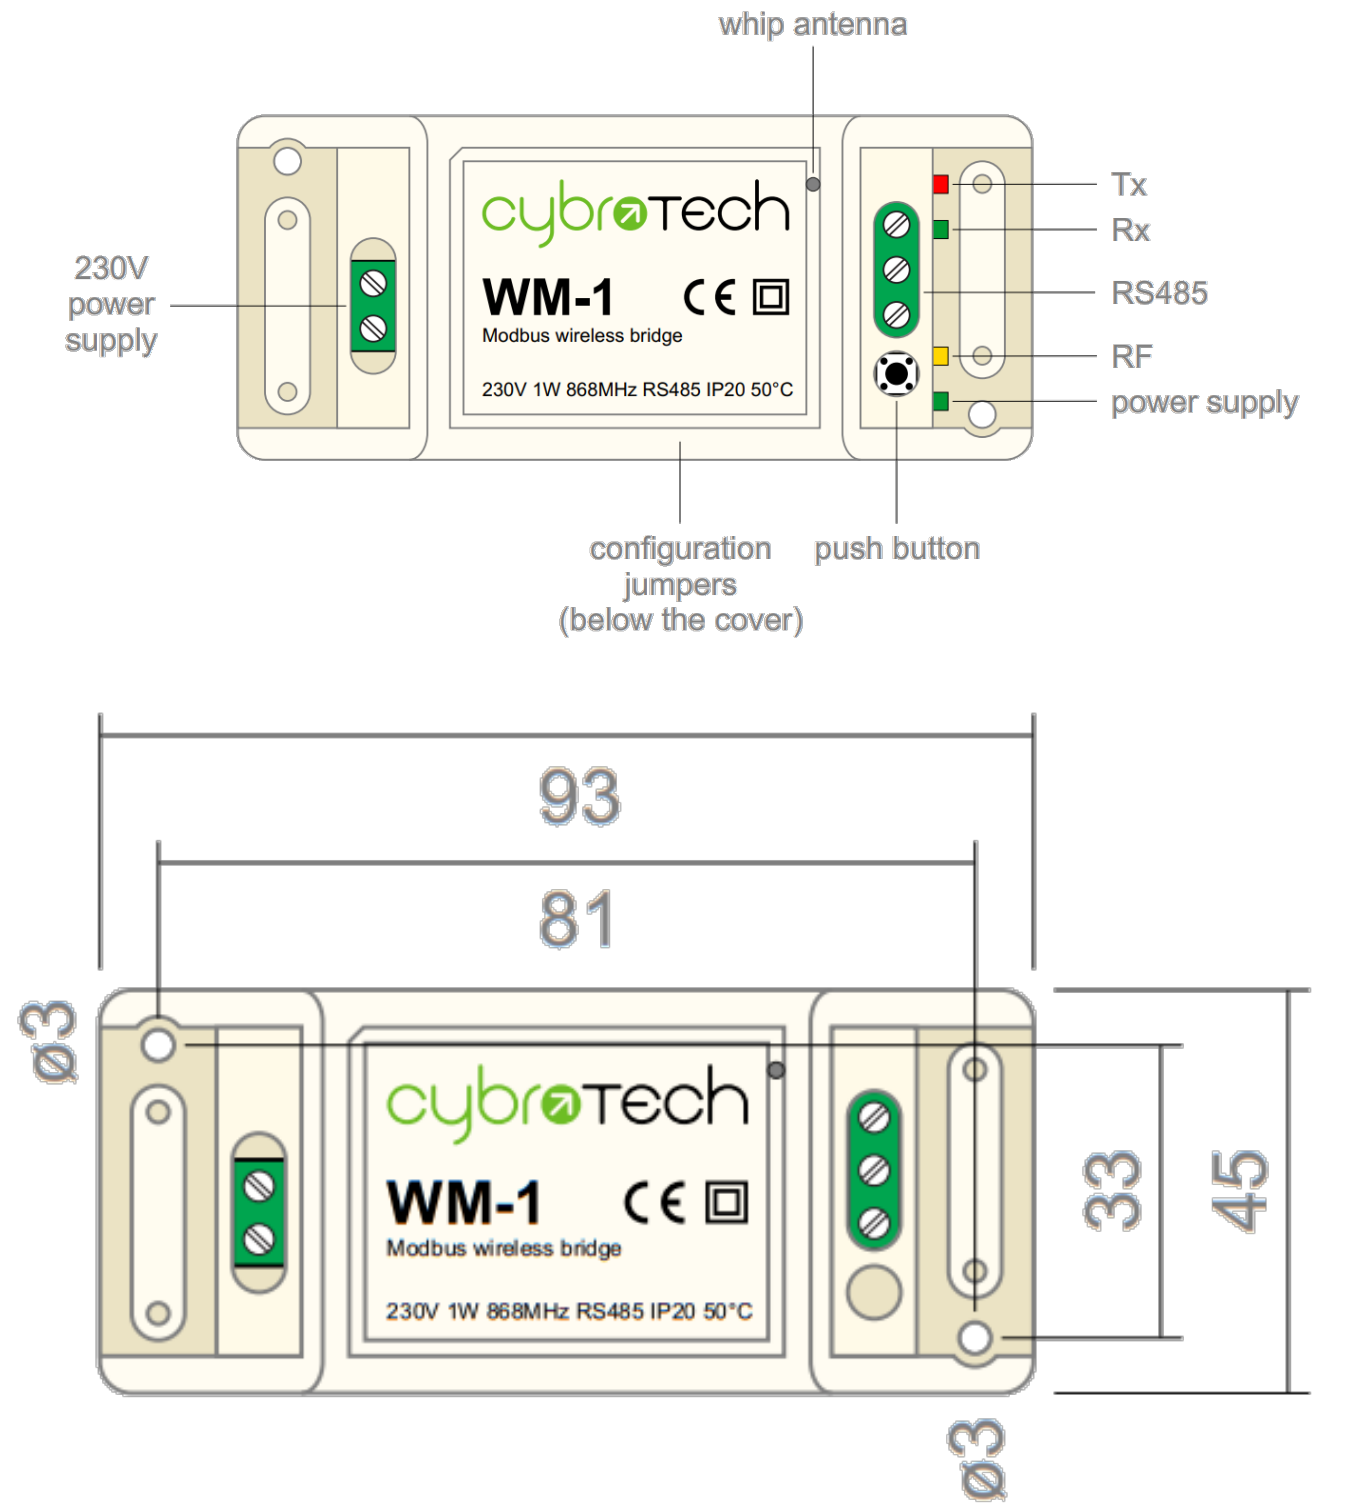 whip antenna
cybroTech
WM-1 CE
Modbus wireless bridge
230V 1W 868MHz RS485 IP20 50°C
230V
power
supply
Tx
Rx
RS485
RF
power supply
configuration
jumpers
(below the cover)
push button
93
81
ø3
cybroTech
WM-1 CE
Modbus wireless bridge
230V 1W 868MHz RS485 IP20 50°C
33
45
ø3